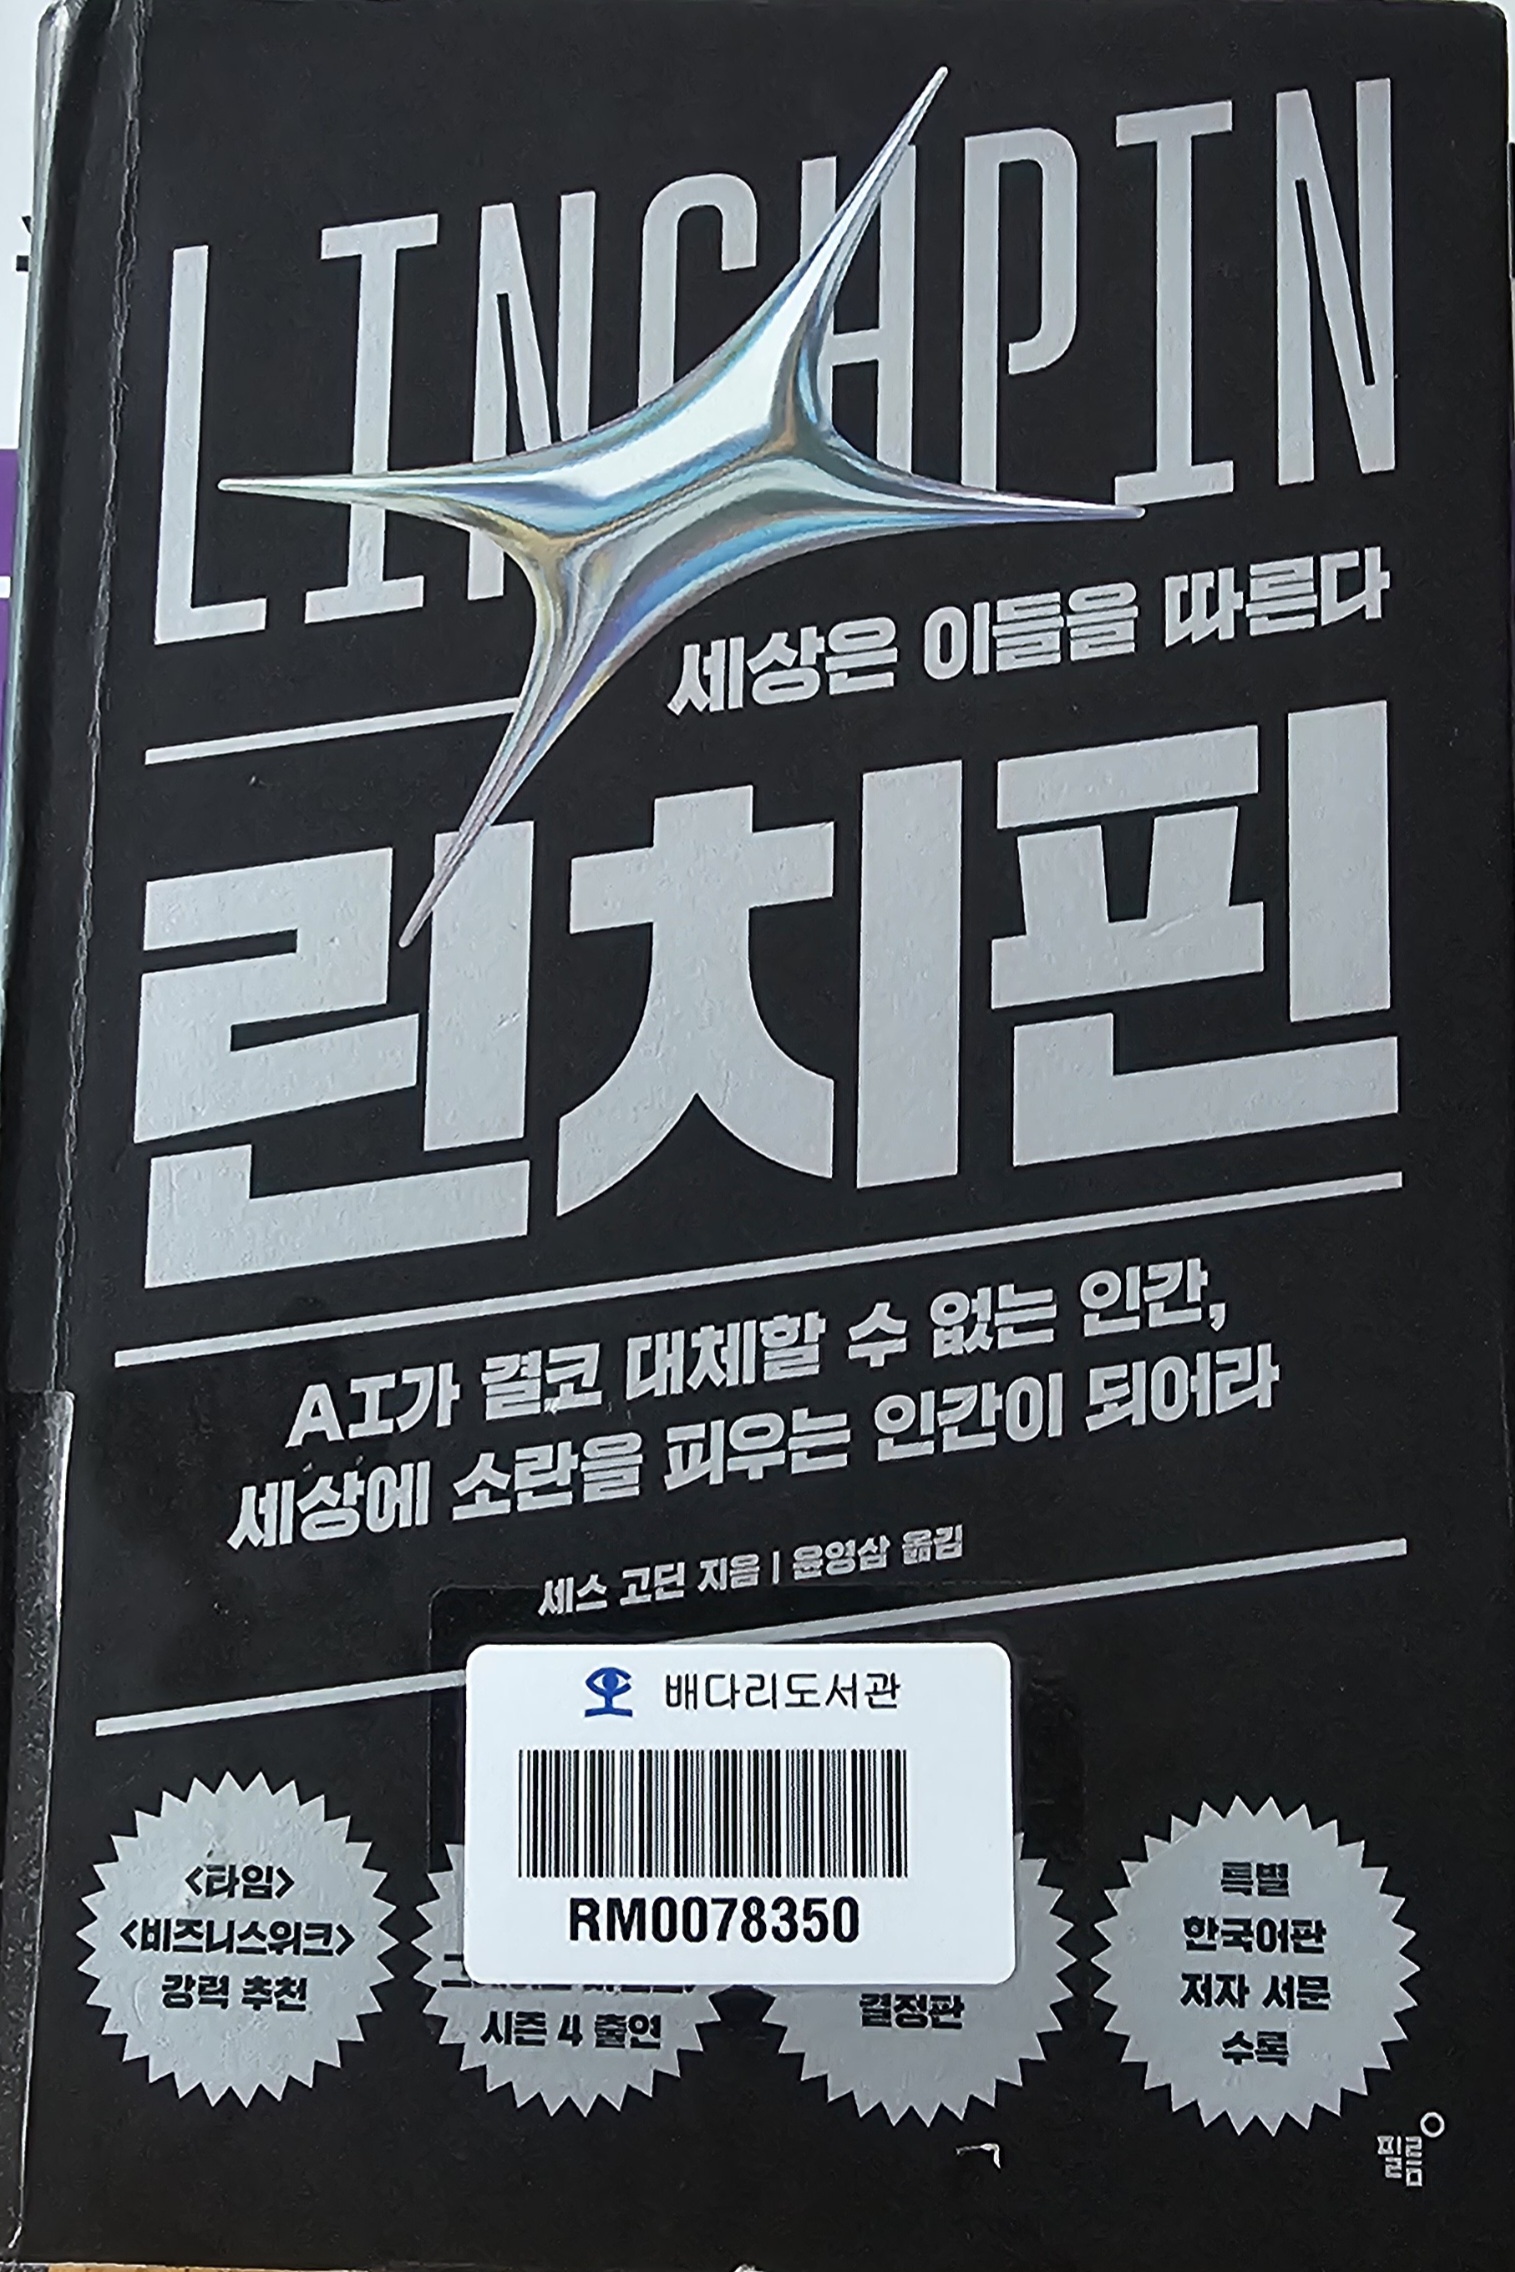 LINCHPIN
세상은 이들을 따른다
린치핀
AI가 결코 대체할 수 없는 인간,
세상에 소란을 피우는 인간이 되어라
세스 고딘 지음 | 윤영삼 옮김
배다리도서관
RM0078350
<타임>
<비즈니스위크>
강력 추천
시즌 4 출연
결정판
특별
한국어판
저자 서문
수록
필름